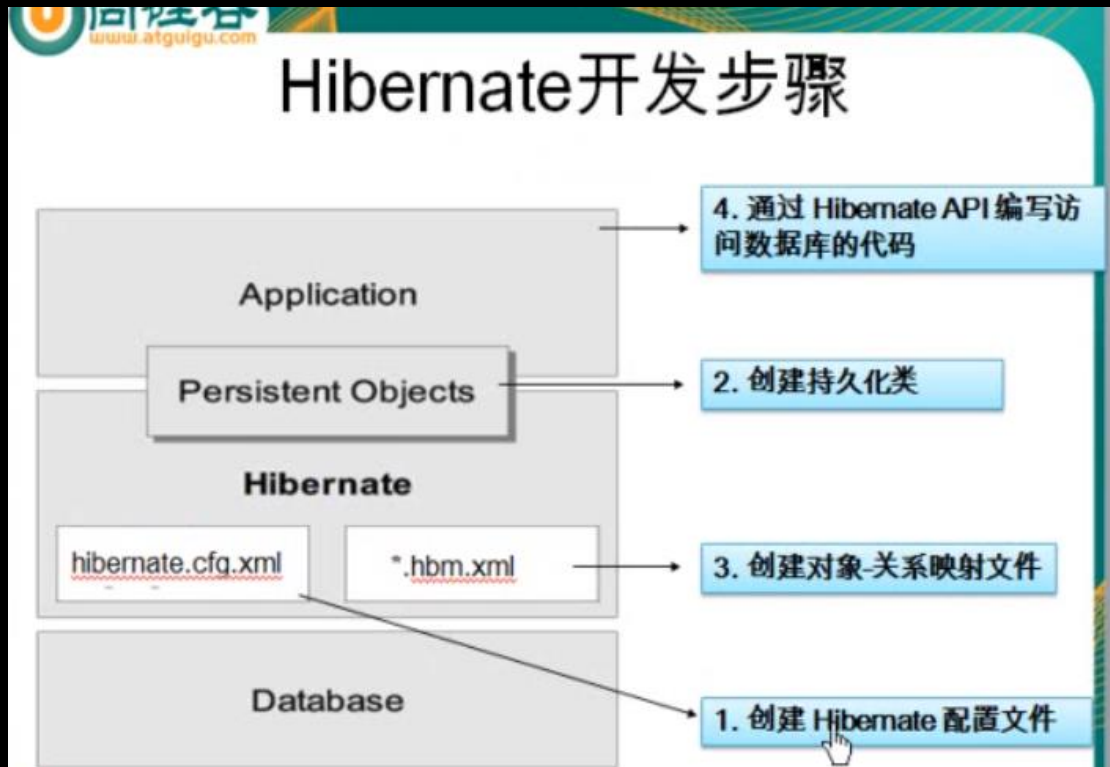 尚硅谷
www.atguigu.com
Hibernate开发步骤
4. 通过 Hibernate API 编写访
问数据库的代码
Application
2. 创建持久化类
Persistent Objects
Hibernate
hibernate.cfg.xml
*.hbm.xml
3. 创建对象-关系映射文件
Database
1. 创建 Hibernate 配置文件